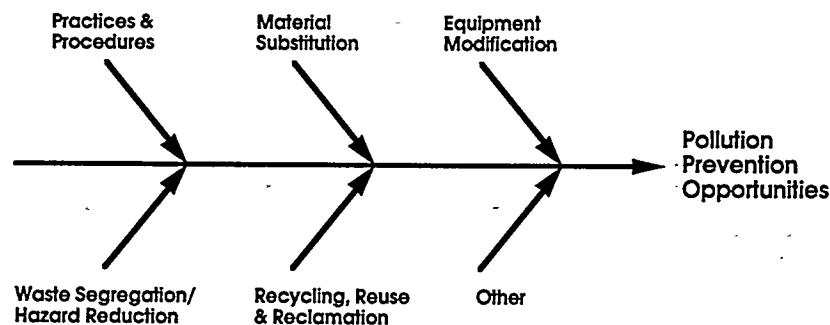 Practices &
Procedures
Material
Substitution
Equipment
Modification
Pollution
Prevention
Opportunities
Waste Segregation/
Hazard Reduction
Recycling, Reuse
& Reclamation
Other